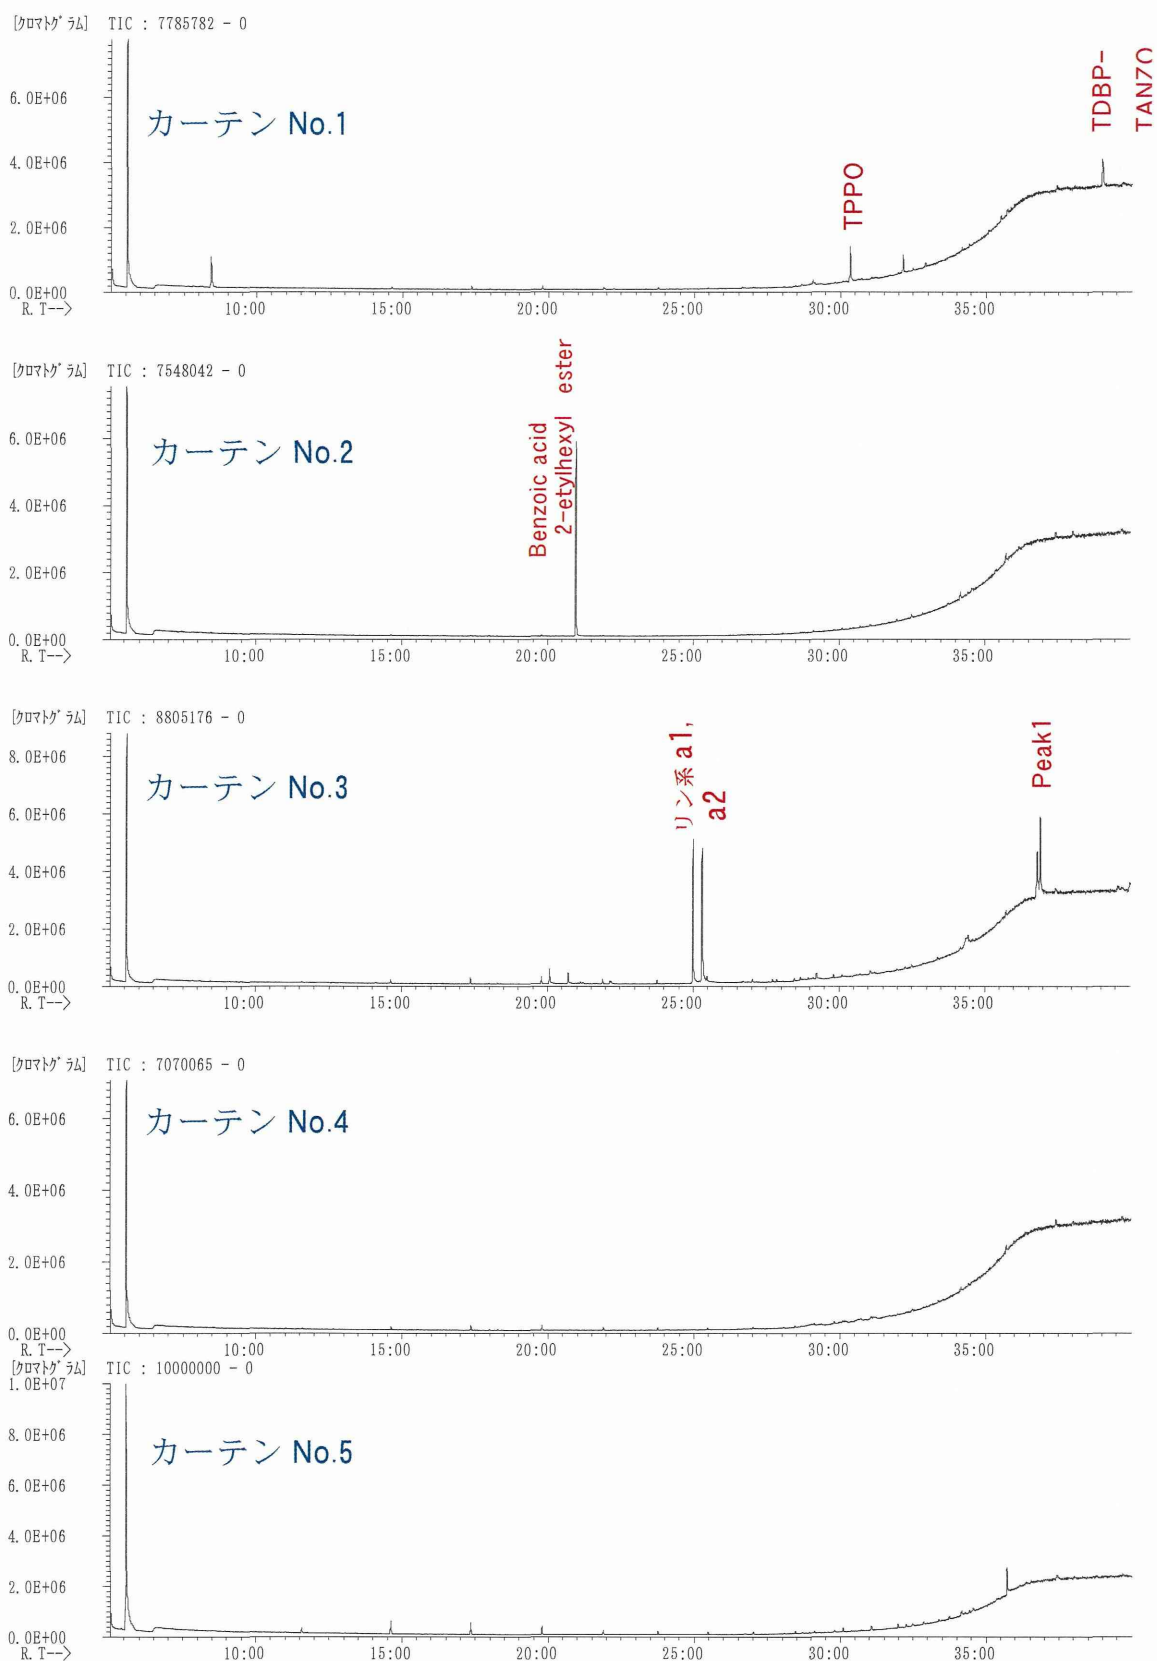 [クロマトグラム] TIC : 7785782 - 0
6.0E+06
4.0E+06
2.0E+06
0.0E+00
カーテン No.1
TPPO
TDBP-
TANZO
R.T-->
10:00 15:00 20:00 25:00 30:00 35:00
[クロマトグラム] TIC : 7548042 - 0
6.0E+06
4.0E+06
2.0E+06
0.0E+00
カーテン No.2
Benzoic acid
2-etylhexyl ester
R.T-->
10:00 15:00 20:00 25:00 30:00 35:00
[クロマトグラム] TIC : 8805176 - 0
8.0E+06
6.0E+06
4.0E+06
2.0E+06
0.0E+00
カーテン No.3
リン系 a1,
a2
Peak1
R.T-->
10:00 15:00 20:00 25:00 30:00 35:00
[クロマトグラム] TIC : 7070065 - 0
6.0E+06
4.0E+06
2.0E+06
0.0E+00
カーテン No.4
R.T-->
10:00 15:00 20:00 25:00 30:00 35:00
[クロマトグラム] TIC : 10000000 - 0
1.0E+07
8.0E+06
6.0E+06
4.0E+06
2.0E+06
0.0E+00
カーテン No.5
R.T-->
10:00 15:00 20:00 25:00 30:00 35:00